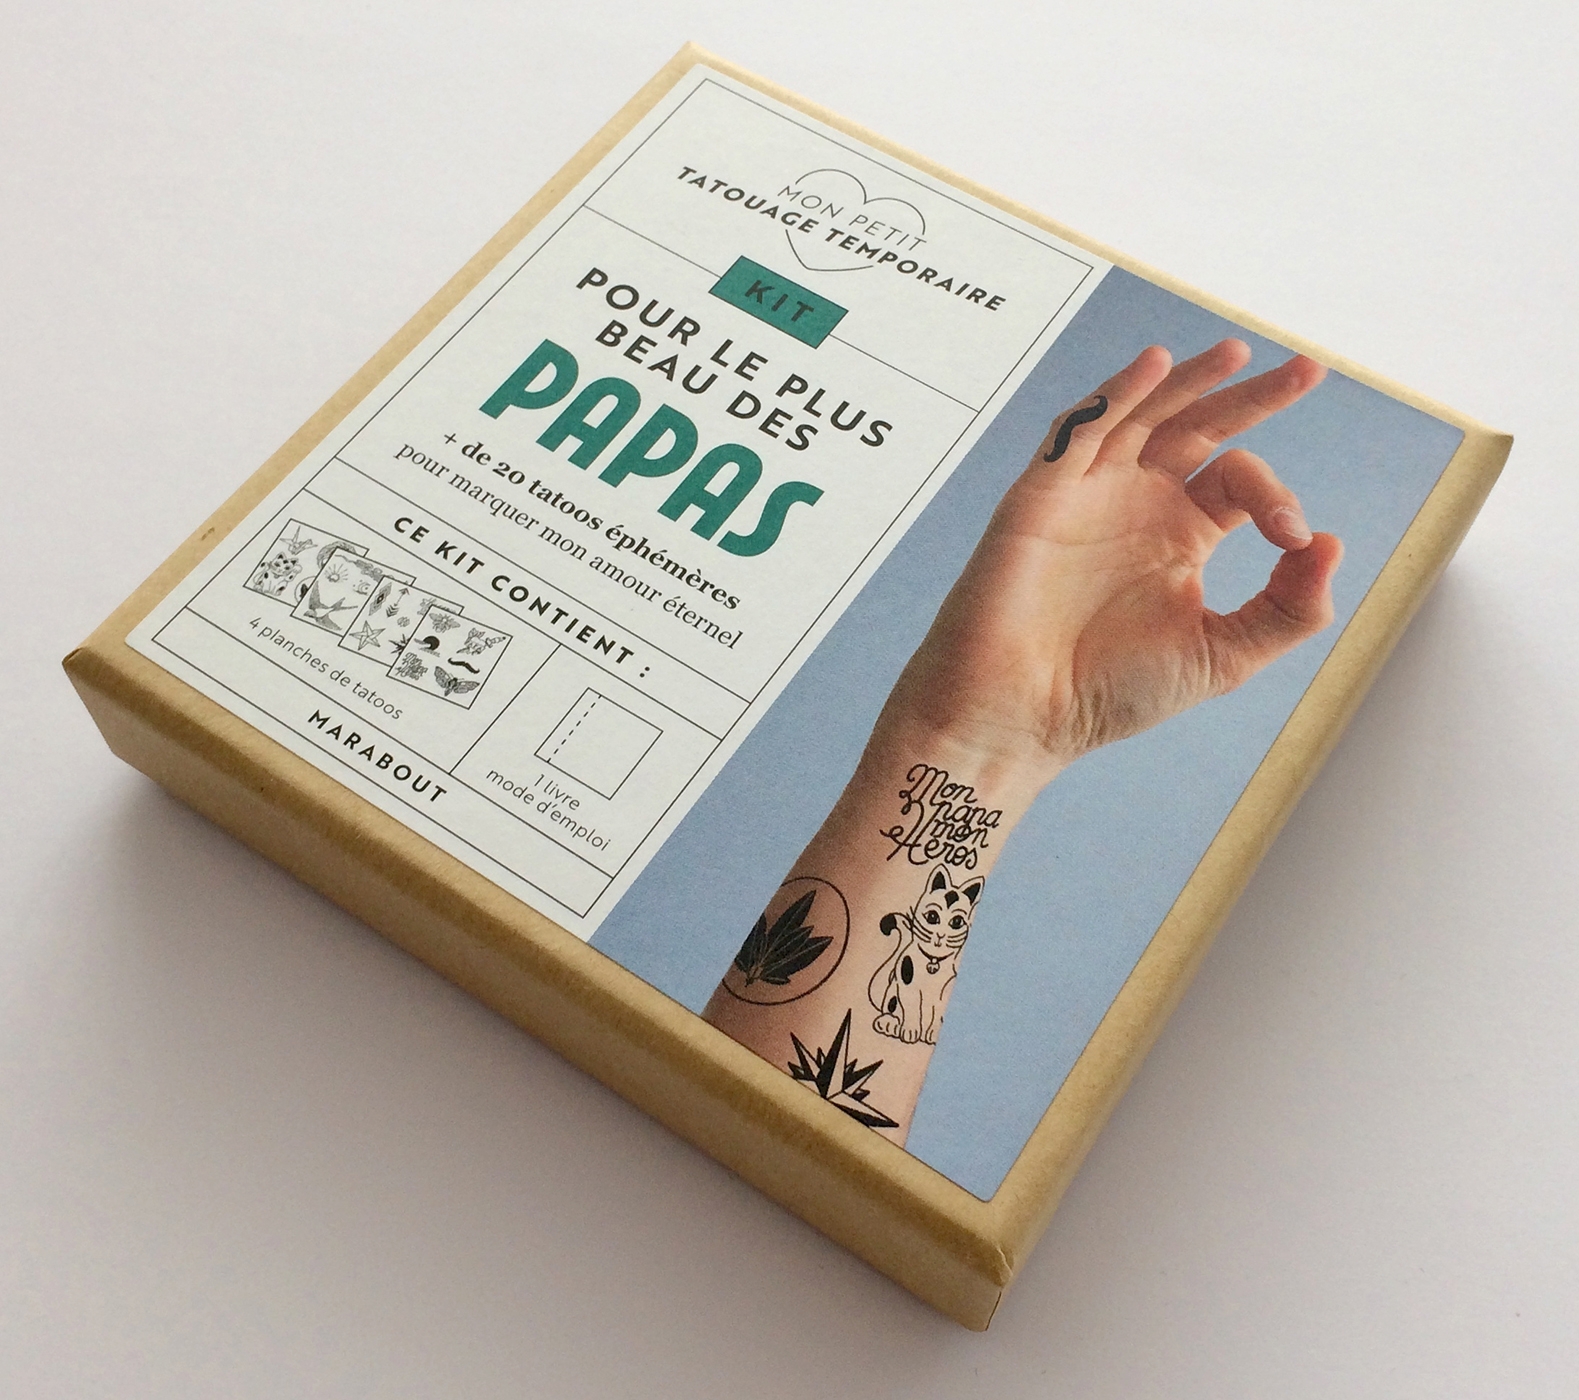 MON PETIT
TATOUAGE TEMPORAIRE
KIT
POUR LE PLUS
BEAU DES
PAPAS
+ de 20 tatoos éphémères
pour marquer mon amour éternel
CE KIT CONTIENT :
4 planches de tatoos
1 livre
mode d'emploi
MARABOUT
Mon
papa
mon
Héros